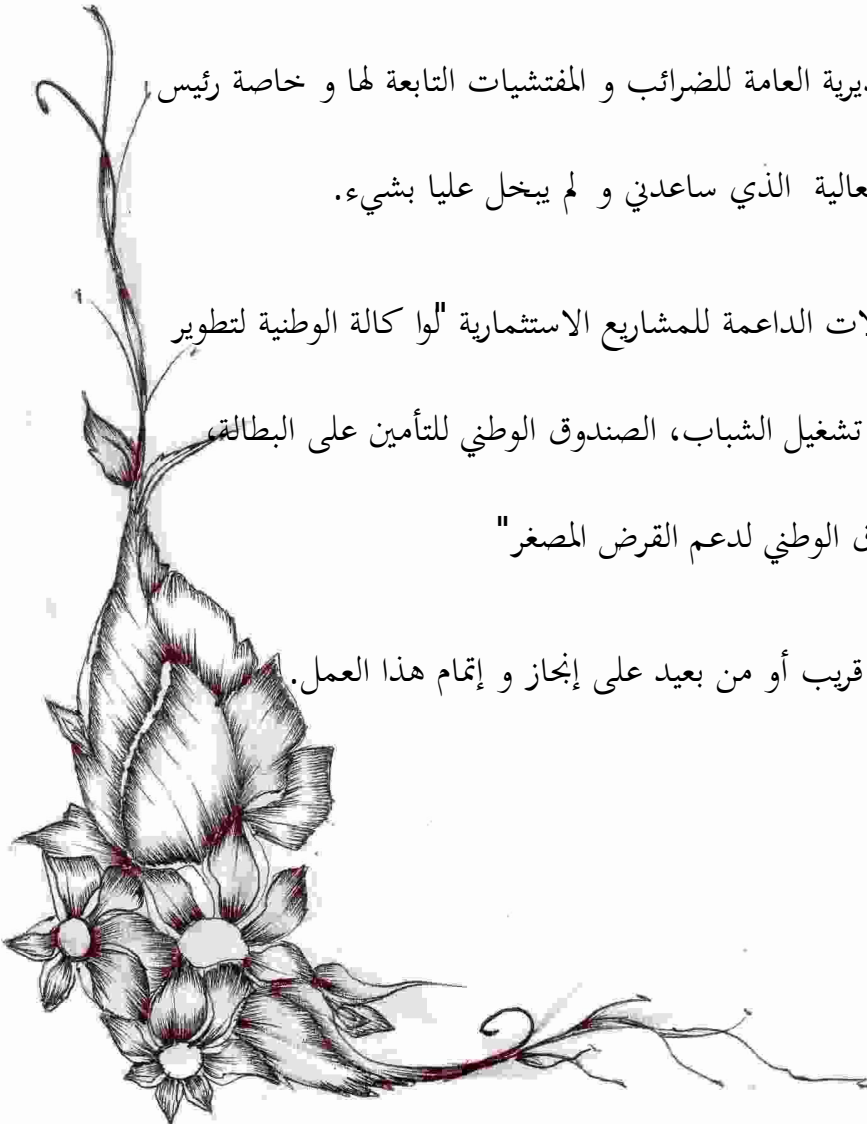 ديرية العامة للضرائب و المفتشيات التابعة لها و خاصة رئيس
عالية الذي ساعدني و لم يبخل عليا بشيء.
لات الداعمة للمشاريع الاستثمارية "لوا كالة الوطنية لتطوير
تشغيل الشباب، الصندوق الوطني للتأمين على البطالة،
ق الوطني لدعم القرض المصغر"
قريب أو من بعيد على إنجاز و إتمام هذا العمل.